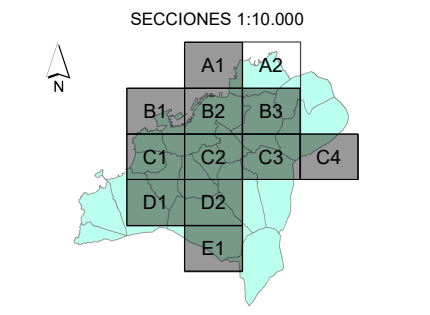 SECCIONES 1:10.000
N
A1 A2
B1 B2 B3
C1 C2 C3 C4
D1 D2
E1